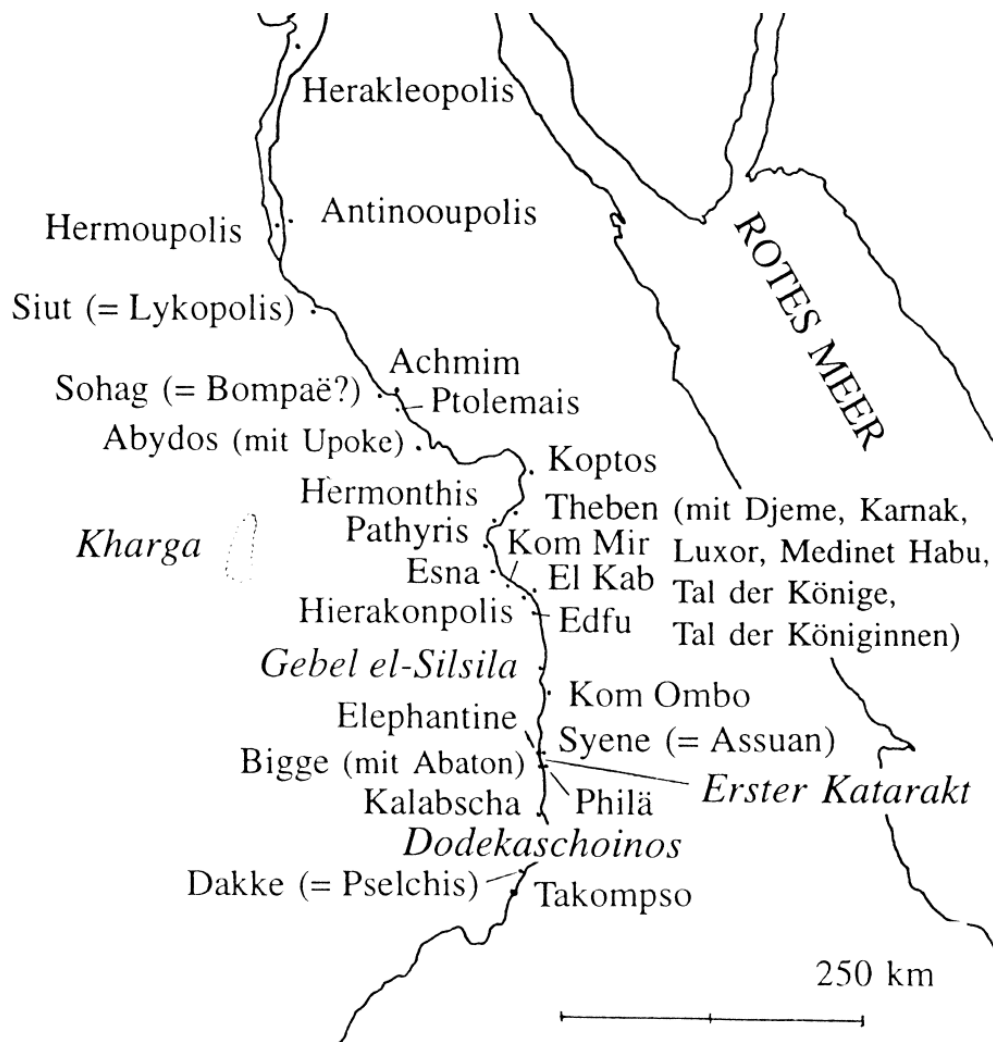 Herakleopolis
Antinooupolis
Hermoupolis
ROTES MEER
Siut (= Lykopolis)
Achmim
Sohag (= Bompaë?)
Ptolemais
Abydos (mit Upoke)
Koptos
Hermonthis
Theben (mit Djeme, Karnak,
Luxor, Medinet Habu,
Tal der Könige,
Tal der Königinnen)
Pathyris
Kom Mir
Kharga
Esna
El Kab
Hierakonpolis
Edfu
Gebel el-Silsila
Kom Ombo
Elephantine
Syene (= Assuan)
Bigge (mit Abaton)
Erster Katarakt
Kalabscha
Philä
Dodekaschoinos
Dakke (= Pselchis)
Takompso
250 km